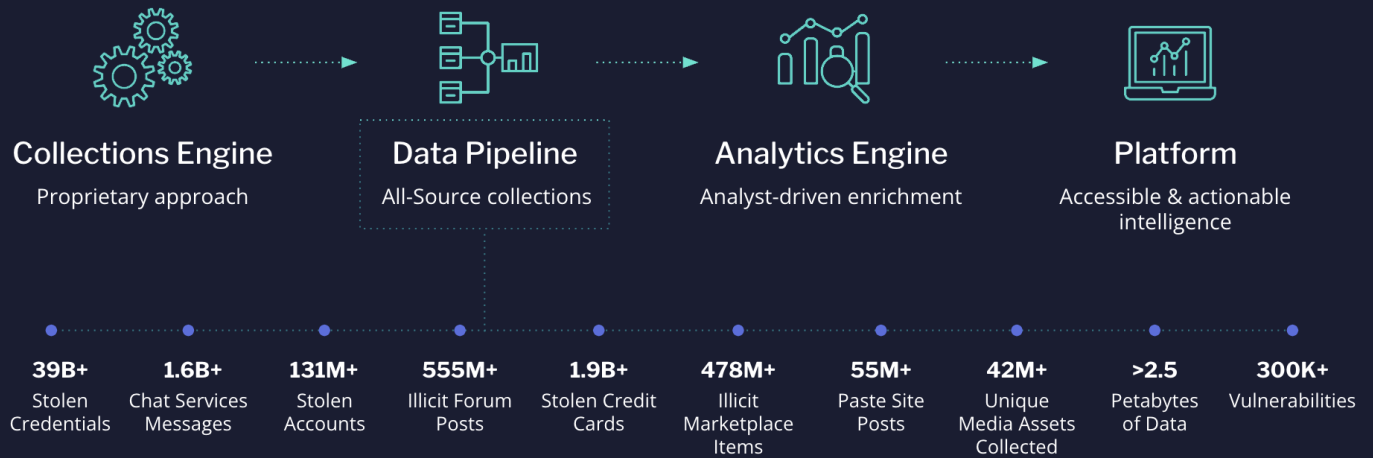 Collections Engine
Proprietary approach
Data Pipeline
All-Source collections
Analytics Engine
Analyst-driven enrichment
Platform
Accessible & actionable
intelligence
39B+
Stolen
Credentials
1.6B+
Chat Services
Messages
131M+
Stolen
Accounts
555M+
Illicit Forum
Posts
1.9B+
Stolen Credit
Cards
478M+
Illicit
Marketplace
Items
55M+
Paste Site
Posts
42M+
Unique
Media Assets
Collected
>2.5
Petabytes
of Data
300K+
Vulnerabilities